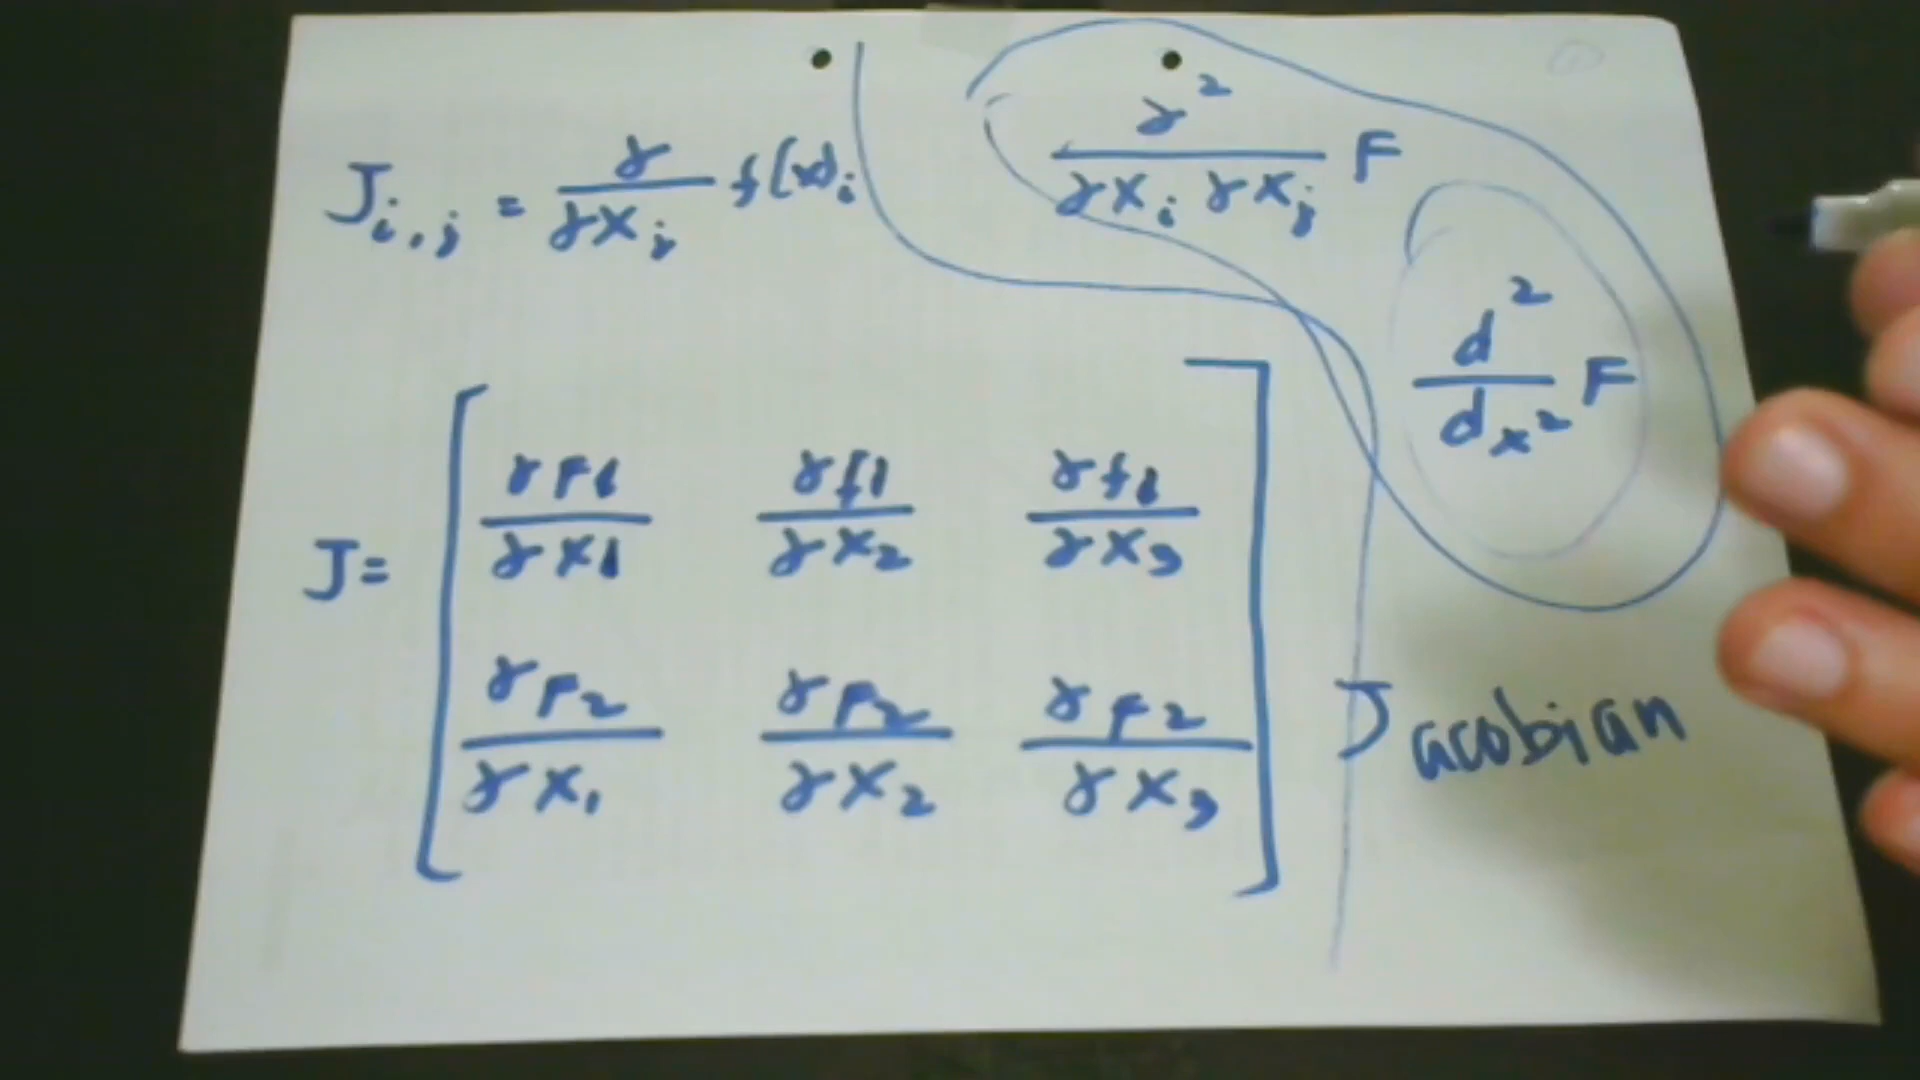 J_{i,j} = ∂/∂x_j f(x)_i
∂²/∂x_i ∂x_j F
d²/dx² F
J = [ ∂F1/∂x1 ∂f1/∂x2 ∂f1/∂x3
∂F2/∂x1 ∂F2/∂x2 ∂F2/∂x3 ]
Jacobian